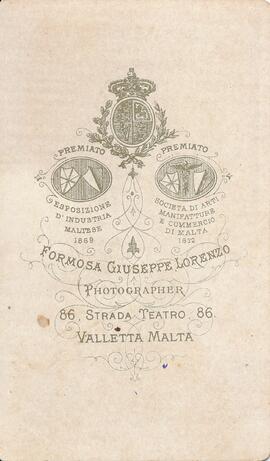 PREMIATO
PREMIATO
ESPOSIZIONE
D'INDUSTRIA
MALTESE
1869
SOCIETA DI ARTI
MANIFATTURE
E COMMERCIO
DI MALTA
1872
FORMOSA GIUSEPPE LORENZO
PHOTOGRAPHER
86, STRADA TEATRO, 86.
VALLETTA MALTA